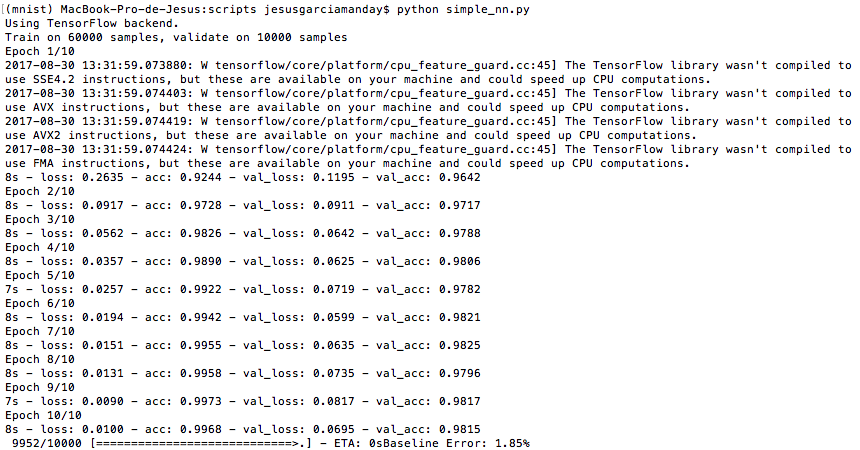 [(mnist) MacBook-Pro-de-Jesus:scripts jesusgarciamanday$ python simple_nn.py
Using TensorFlow backend.
Train on 60000 samples, validate on 10000 samples
Epoch 1/10
2017-08-30 13:31:59.073880: W tensorflow/core/platform/cpu_feature_guard.cc:45] The TensorFlow library wasn't compiled to
use SSE4.2 instructions, but these are available on your machine and could speed up CPU computations.
2017-08-30 13:31:59.074403: W tensorflow/core/platform/cpu_feature_guard.cc:45] The TensorFlow library wasn't compiled to
use AVX instructions, but these are available on your machine and could speed up CPU computations.
2017-08-30 13:31:59.074419: W tensorflow/core/platform/cpu_feature_guard.cc:45] The TensorFlow library wasn't compiled to
use AVX2 instructions, but these are available on your machine and could speed up CPU computations.
2017-08-30 13:31:59.074424: W tensorflow/core/platform/cpu_feature_guard.cc:45] The TensorFlow library wasn't compiled to
use FMA instructions, but these are available on your machine and could speed up CPU computations.
8s - loss: 0.2635 - acc: 0.9244 - val_loss: 0.1195 - val_acc: 0.9642
Epoch 2/10
8s - loss: 0.0917 - acc: 0.9728 - val_loss: 0.0911 - val_acc: 0.9717
Epoch 3/10
8s - loss: 0.0562 - acc: 0.9826 - val_loss: 0.0642 - val_acc: 0.9788
Epoch 4/10
8s - loss: 0.0357 - acc: 0.9890 - val_loss: 0.0625 - val_acc: 0.9806
Epoch 5/10
7s - loss: 0.0257 - acc: 0.9922 - val_loss: 0.0719 - val_acc: 0.9782
Epoch 6/10
8s - loss: 0.0194 - acc: 0.9942 - val_loss: 0.0599 - val_acc: 0.9821
Epoch 7/10
8s - loss: 0.0151 - acc: 0.9955 - val_loss: 0.0635 - val_acc: 0.9825
Epoch 8/10
8s - loss: 0.0131 - acc: 0.9958 - val_loss: 0.0735 - val_acc: 0.9796
Epoch 9/10
7s - loss: 0.0090 - acc: 0.9973 - val_loss: 0.0817 - val_acc: 0.9817
Epoch 10/10
8s - loss: 0.0100 - acc: 0.9968 - val_loss: 0.0695 - val_acc: 0.9815
 9952/10000 [============================>.] - ETA: 0sBaseline Error: 1.85%